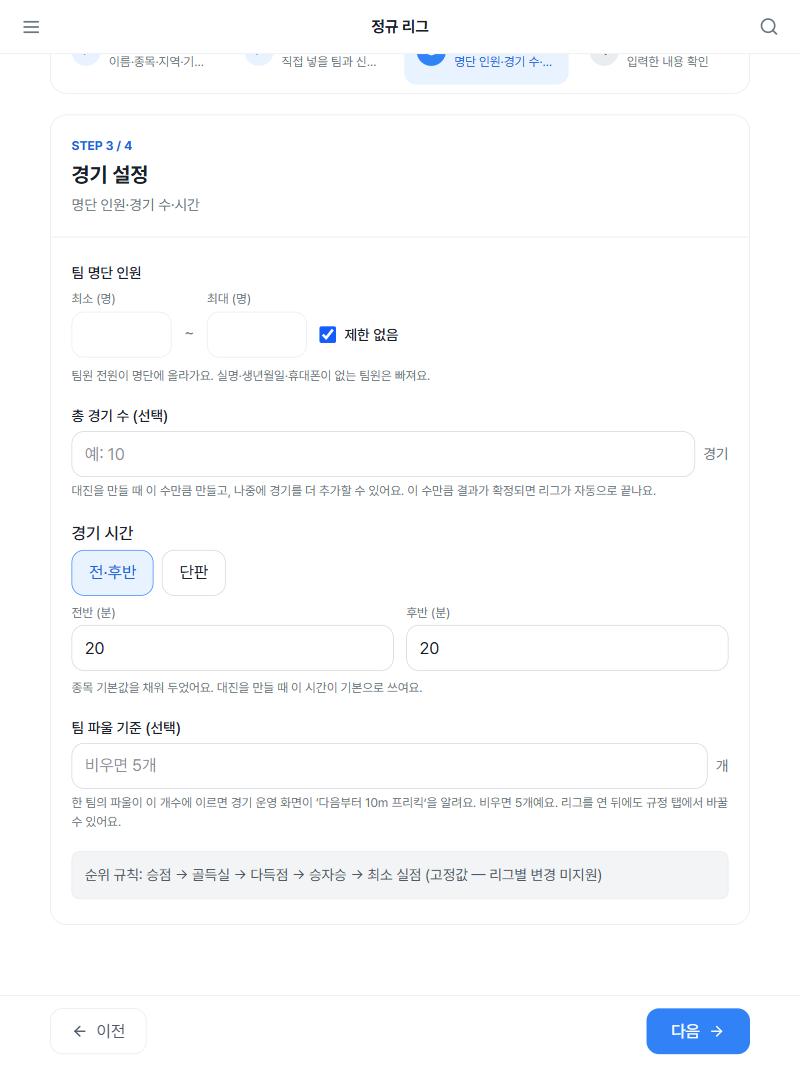 정규 리그
이름·종목·지역·기...
직접 넣을 팀과 신...
명단 인원·경기 수·...
입력한 내용 확인
STEP 3 / 4
경기 설정
명단 인원·경기 수·시간
팀 명단 인원
최소 (명)
최대 (명)
~
제한 없음
팀원 전원이 명단에 올라가요. 실명·생년월일·휴대폰이 없는 팀원은 빠져요.
총 경기 수 (선택)
예: 10
경기
대진을 만들 때 이 수만큼 만들고, 나중에 경기를 더 추가할 수 있어요. 이 수만큼 결과가 확정되면 리그가 자동으로 끝나요.
경기 시간
전·후반
단판
전반 (분)
후반 (분)
20
20
종목 기본값을 채워 두었어요. 대진을 만들 때 이 시간이 기본으로 쓰여요.
팀 파울 기준 (선택)
비우면 5개
개
한 팀의 파울이 이 개수에 이르면 경기 운영 화면이 '다음부터 10m 프리킥'을 알려요. 비우면 5개예요. 리그를 연 뒤에도 규정 탭에서 바꿀
수 있어요.
순위 규칙: 승점 → 골득실 → 다득점 → 승자승 → 최소 실점 (고정값 — 리그별 변경 미지원)
← 이전
다음 →